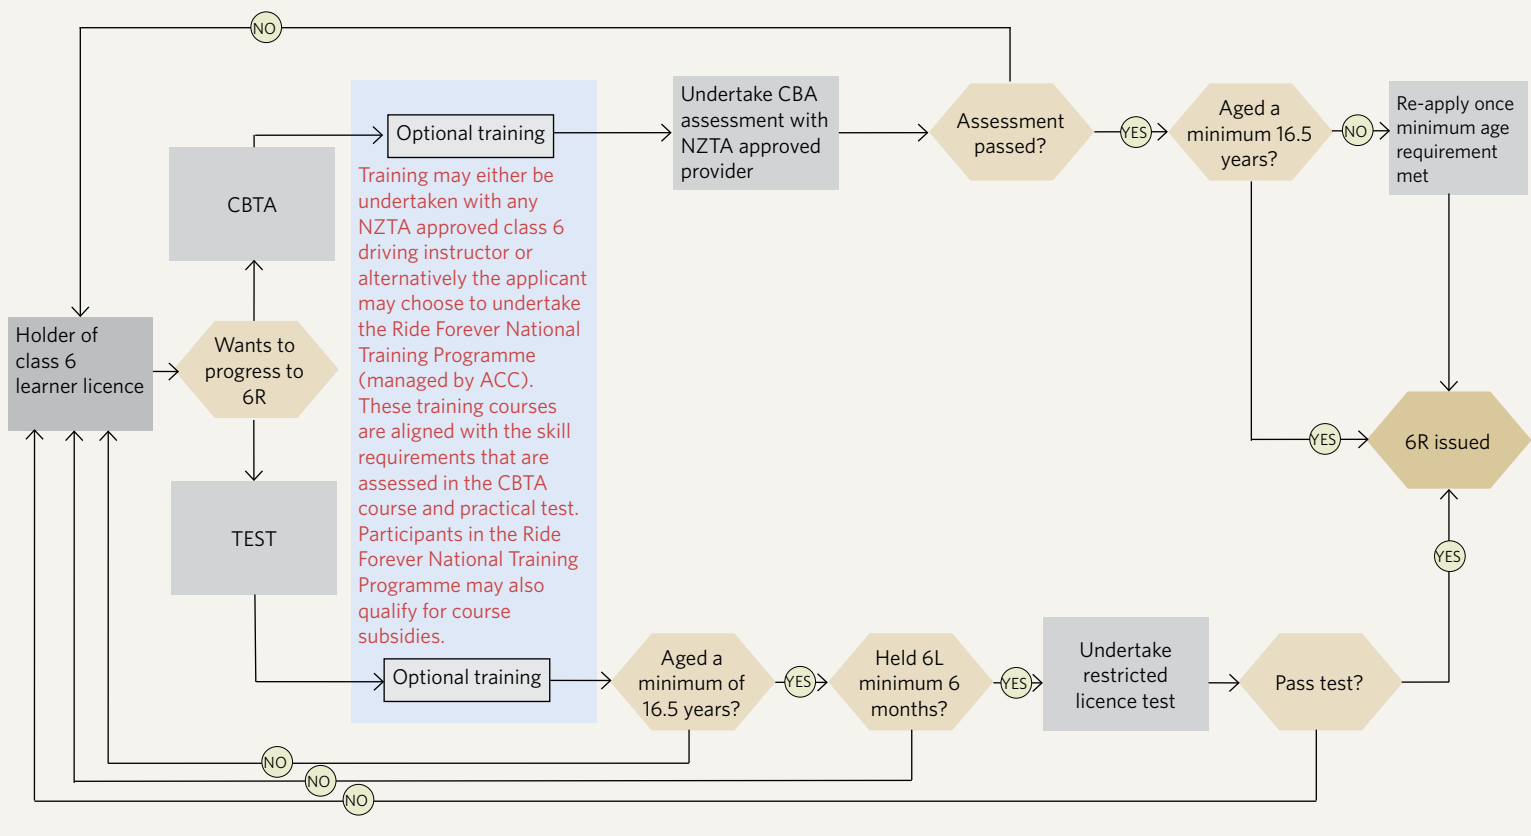 NO
Optional training
Undertake CBA
assessment with
NZTA approved
provider
Assessment
passed?
YES
Aged a
minimum 16.5
years?
NO
Re-apply once
minimum age
requirement
met
CBTA
Training may either be
undertaken with any
NZTA approved class 6
driving instructor or
alternatively the applicant
may choose to undertake
the Ride Forever National
Training Programme
(managed by ACC).
These training courses
are aligned with the skill
requirements that are
assessed in the CBTA
course and practical test.
Participants in the Ride
Forever National Training
Programme may also
qualify for course
subsidies.
Holder of
class 6
learner licence
Wants to
progress to
6R
YES
6R issued
TEST
YES
Optional training
Aged a
minimum of
16.5 years?
YES
Held 6L
minimum 6
months?
YES
Undertake
restricted
licence test
Pass test?
NO
NO
NO